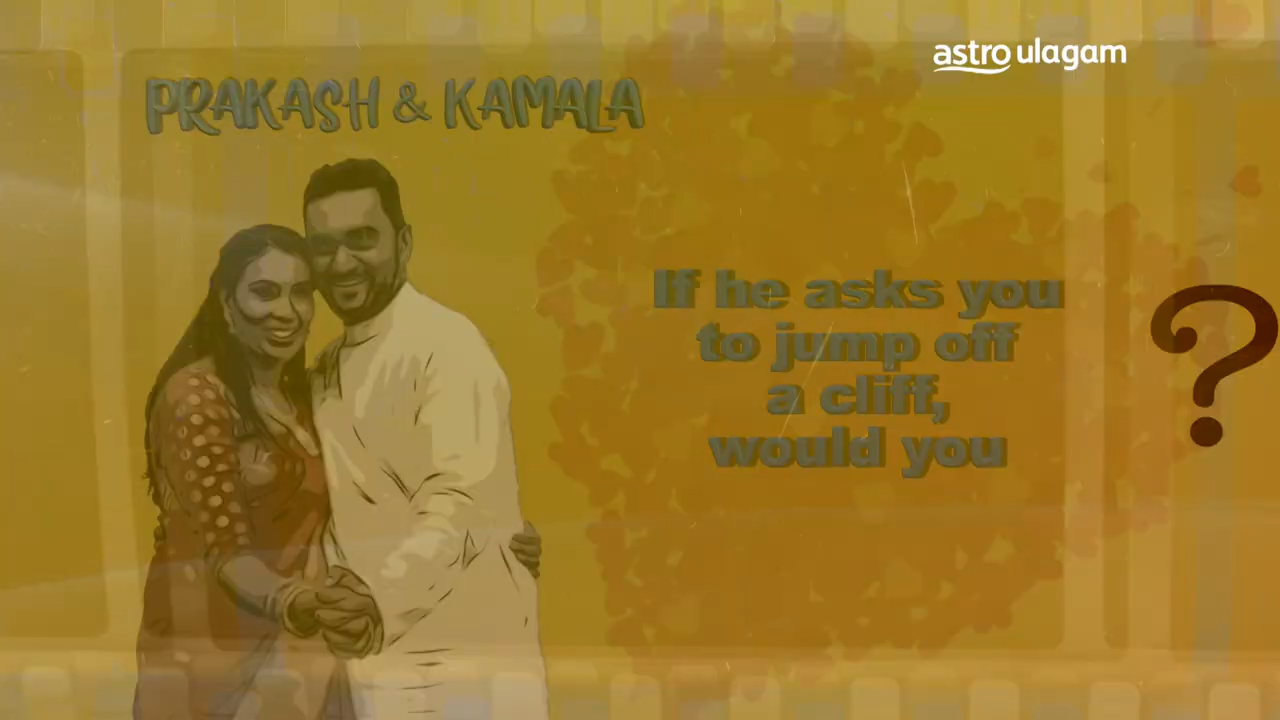 astro ulagam
PRAKASH & KAMALA
If he asks you
to jump off
a cliff,
would you
?